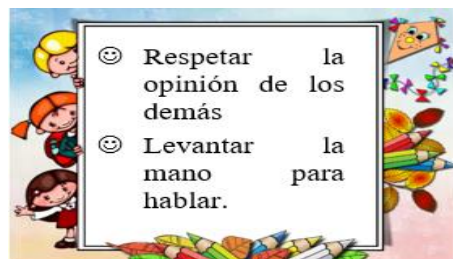 ☺ Respetar la
opinión de los
demás
☺ Levantar la
mano para
hablar.